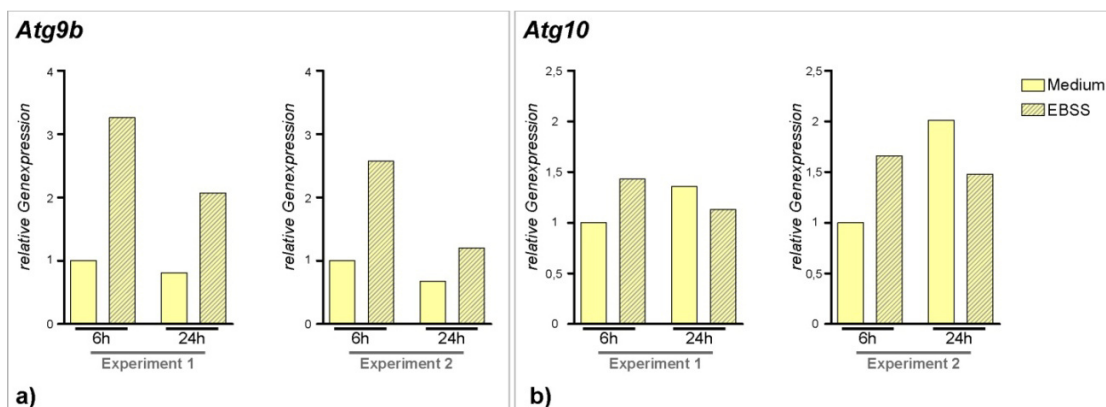 Atg9b
relative Genexpression
4
3
2
1
0
6h 24h
Experiment 1
relative Genexpression
4
3
2
1
0
6h 24h
Experiment 2
a)
Atg10
relative Genexpression
2,5
2
1,5
1
0,5
0
6h 24h
Experiment 1
relative Genexpression
2,5
2
1,5
1
0,5
0
6h 24h
Experiment 2
Medium
EBSS
b)